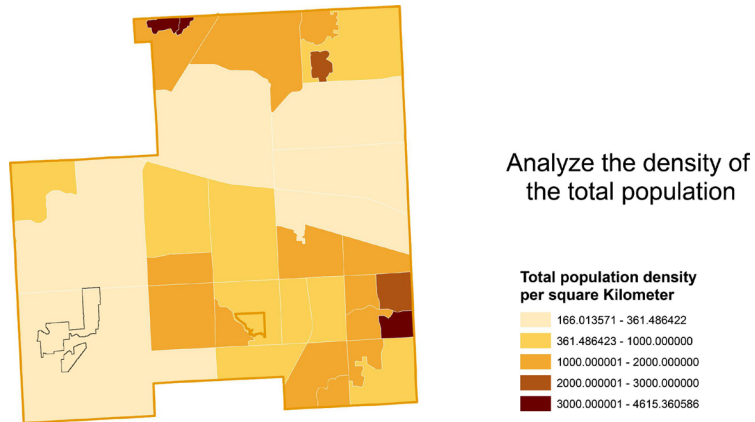 Analyze the density of
the total population
Total population density
per square Kilometer
166.013571 - 361.486422
361.486423 - 1000.000000
1000.000001 - 2000.000000
2000.000001 - 3000.000000
3000.000001 - 4615.360586